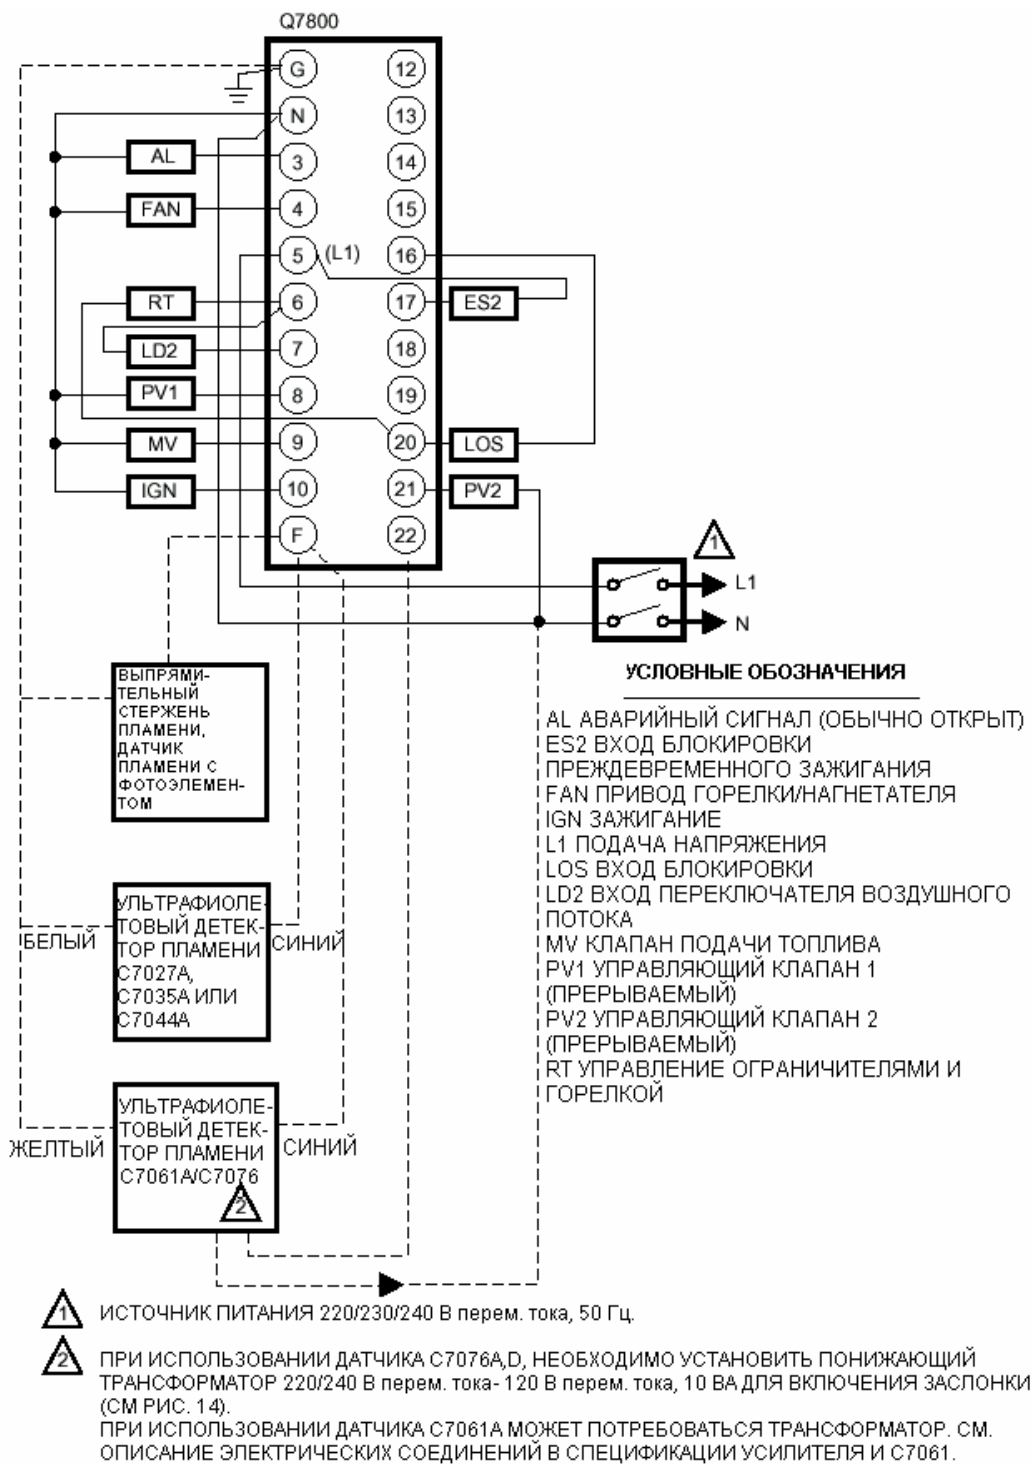 Q7800
G 12
N 13
AL 3 14
FAN 4 15
5 (L1) 16
RT 6 17 ES2
LD2 7 18
PV1 8 19
MV 9 20 LOS
IGN 10 21 PV2
F 22
1
L1
N
ВЫПРЯМИ-
ТЕЛЬНЫЙ
СТЕРЖЕНЬ
ПЛАМЕНИ,
ДАТЧИК
ПЛАМЕНИ С
ФОТОЭЛЕМЕН-
ТОМ
УЛЬТРАФИОЛЕ-
ТОВЫЙ ДЕТЕК-
ТОР ПЛАМЕНИ
C7027A,
C7035A ИЛИ
C7044A
БЕЛЫЙ
СИНИЙ
УЛЬТРАФИОЛЕ-
ТОВЫЙ ДЕТЕК-
ТОР ПЛАМЕНИ
C7061A/C7076
2
ЖЕЛТЫЙ
СИНИЙ
УСЛОВНЫЕ ОБОЗНАЧЕНИЯ
AL АВАРИЙНЫЙ СИГНАЛ (ОБЫЧНО ОТКРЫТ)
ES2 ВХОД БЛОКИРОВКИ
ПРЕЖДЕВРЕМЕННОГО ЗАЖИГАНИЯ
FAN ПРИВОД ГОРЕЛКИ/НАГНЕТАТЕЛЯ
IGN ЗАЖИГАНИЕ
L1 ПОДАЧА НАПРЯЖЕНИЯ
LOS ВХОД БЛОКИРОВКИ
LD2 ВХОД ПЕРЕКЛЮЧАТЕЛЯ ВОЗДУШНОГО
ПОТОКА
MV КЛАПАН ПОДАЧИ ТОПЛИВА
PV1 УПРАВЛЯЮЩИЙ КЛАПАН 1
(ПРЕРЫВАЕМЫЙ)
PV2 УПРАВЛЯЮЩИЙ КЛАПАН 2
(ПРЕРЫВАЕМЫЙ)
RT УПРАВЛЕНИЕ ОГРАНИЧИТЕЛЯМИ И
ГОРЕЛКОЙ
1 ИСТОЧНИК ПИТАНИЯ 220/230/240 В перем. тока, 50 Гц.
2 ПРИ ИСПОЛЬЗОВАНИИ ДАТЧИКА C7076A,D, НЕОБХОДИМО УСТАНОВИТЬ ПОНИЖАЮЩИЙ
ТРАНСФОРМАТОР 220/240 В перем. тока- 120 В перем. тока, 10 ВА ДЛЯ ВКЛЮЧЕНИЯ ЗАСЛОНКИ
(СМ РИС. 14).
ПРИ ИСПОЛЬЗОВАНИИ ДАТЧИКА C7061A МОЖЕТ ПОТРЕБОВАТЬСЯ ТРАНСФОРМАТОР. СМ.
ОПИСАНИЕ ЭЛЕКТРИЧЕСКИХ СОЕДИНЕНИЙ В СПЕЦИФИКАЦИИ УСИЛИТЕЛЯ И C7061.